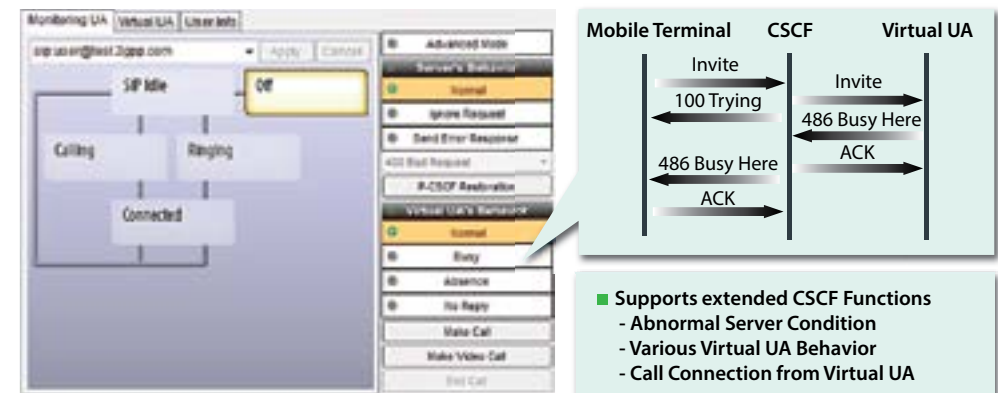 Monitoring UA
Virtual UA
User Info
sip:user@test.3gpp.com
Apply
Cancel
SIP Idle
Off
Calling
Ringing
Connected
Advanced Mode
Server's Behavior
Normal
Ignore Request
Send Error Response
400 Bad Request
P-CSCF Restoration
Virtual UA's Behavior
Normal
Busy
Absence
No Reply
Make Call
Make Video Call
End Call
Mobile Terminal CSCF Virtual UA
Invite
Invite
100 Trying
486 Busy Here
ACK
486 Busy Here
ACK
Supports extended CSCF Functions
- Abnormal Server Condition
- Various Virtual UA Behavior
- Call Connection from Virtual UA